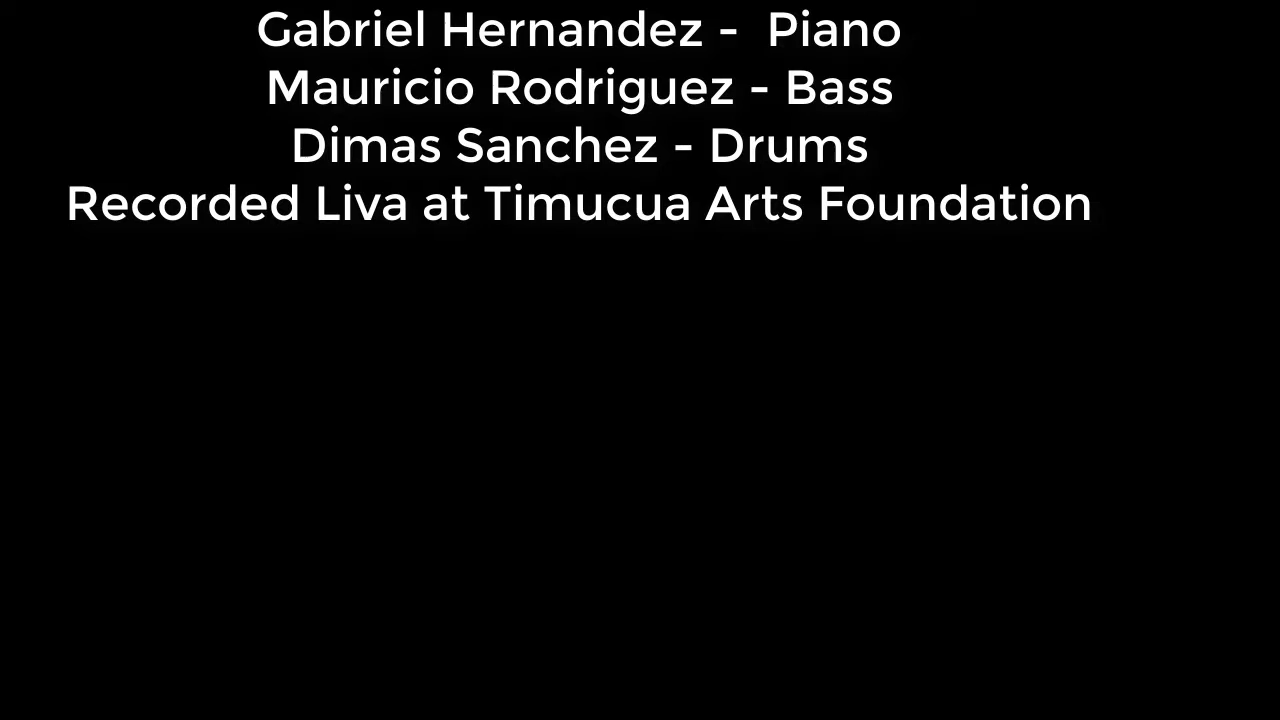 Gabriel Hernandez -  Piano
Mauricio Rodriguez - Bass
Dimas Sanchez - Drums
Recorded Liva at Timucua Arts Foundation